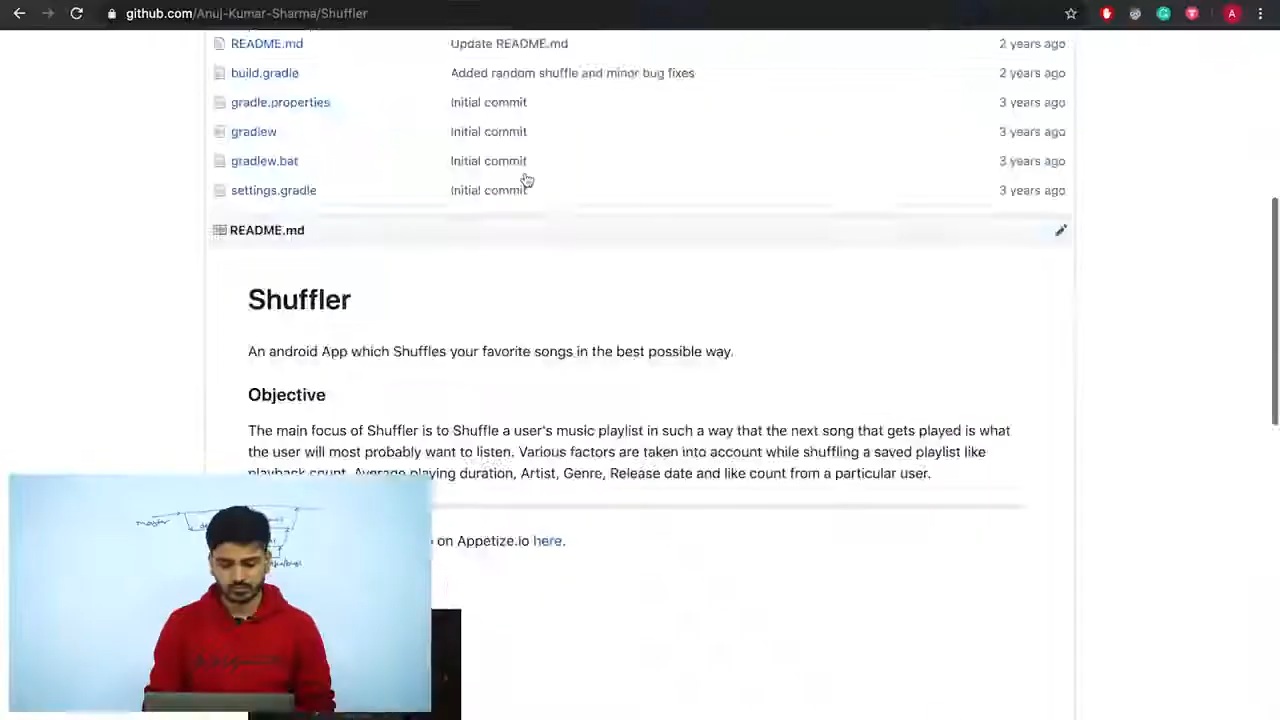 github.com/Anuj-Kumar-Sharma/Shuffler
A
README.md Update README.md 2 years ago
build.gradle Added random shuffle and minor bug fixes 2 years ago
gradle.properties Initial commit 3 years ago
gradlew Initial commit 3 years ago
gradlew.bat Initial commit 3 years ago
settings.gradle Initial commit 3 years ago
README.md
Shuffler
An android App which Shuffles your favorite songs in the best possible way.
Objective
The main focus of Shuffler is to Shuffle a user's music playlist in such a way that the next song that gets played is what
the user will most probably want to listen. Various factors are taken into account while shuffling a saved playlist like
playback count, Average playing duration, Artist, Genre, Release date and like count from a particular user.
on Appetize.io here.
master